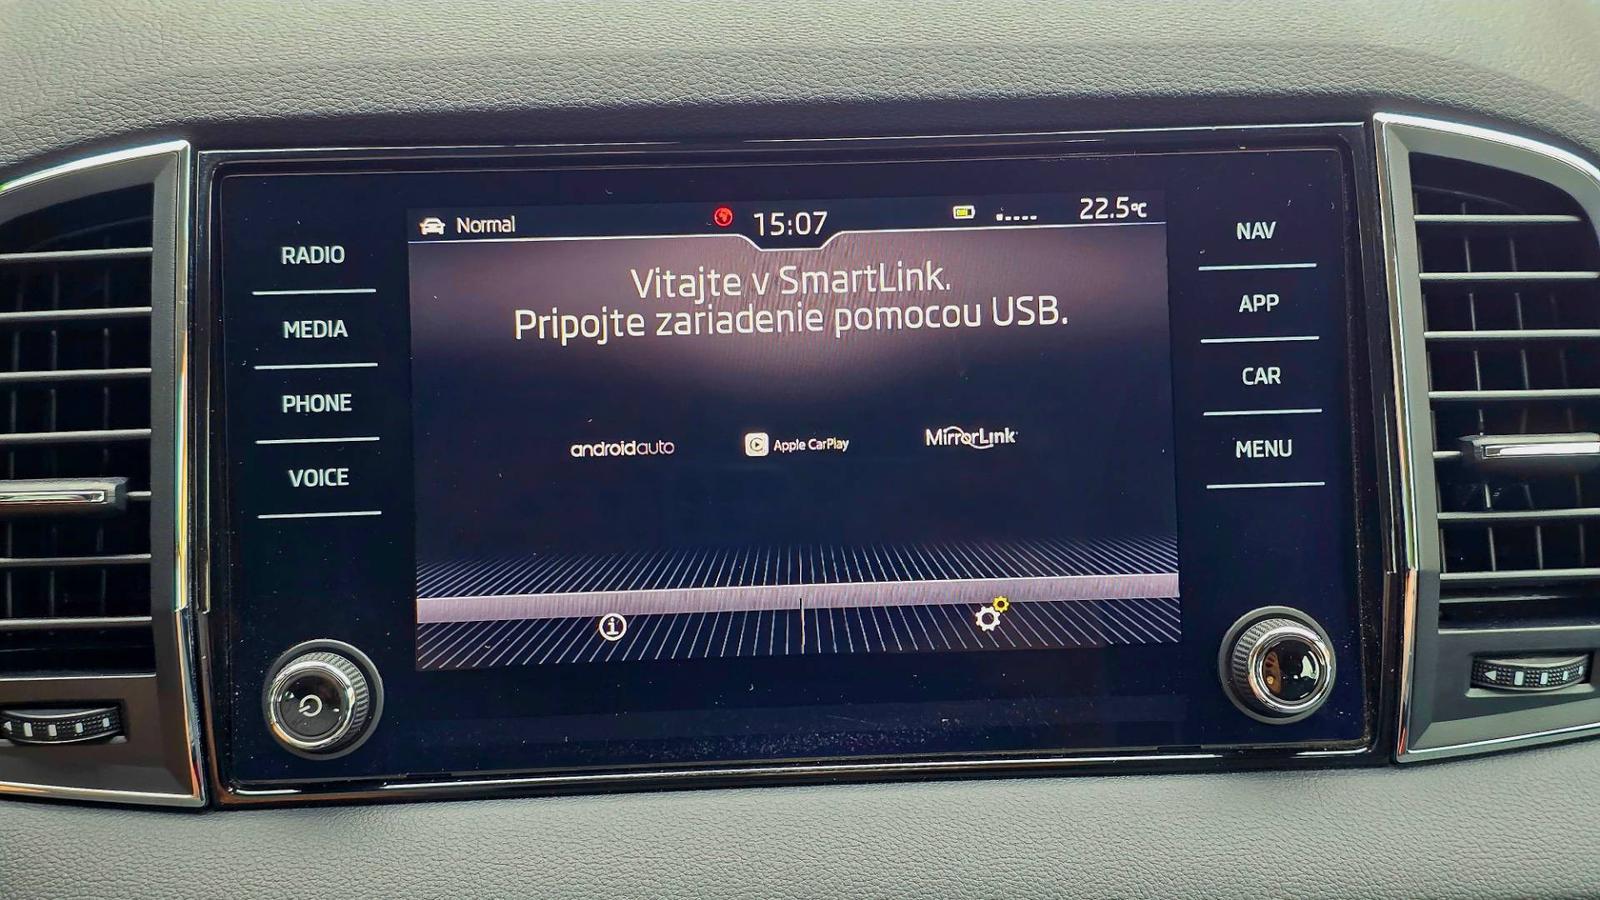 Normal
15:07
22.5°C
RADIO
MEDIA
PHONE
VOICE
Vitajte v SmartLink.
Pripojte zariadenie pomocou USB.
androidauto
Apple CarPlay
MirrorLink
NAV
APP
CAR
MENU